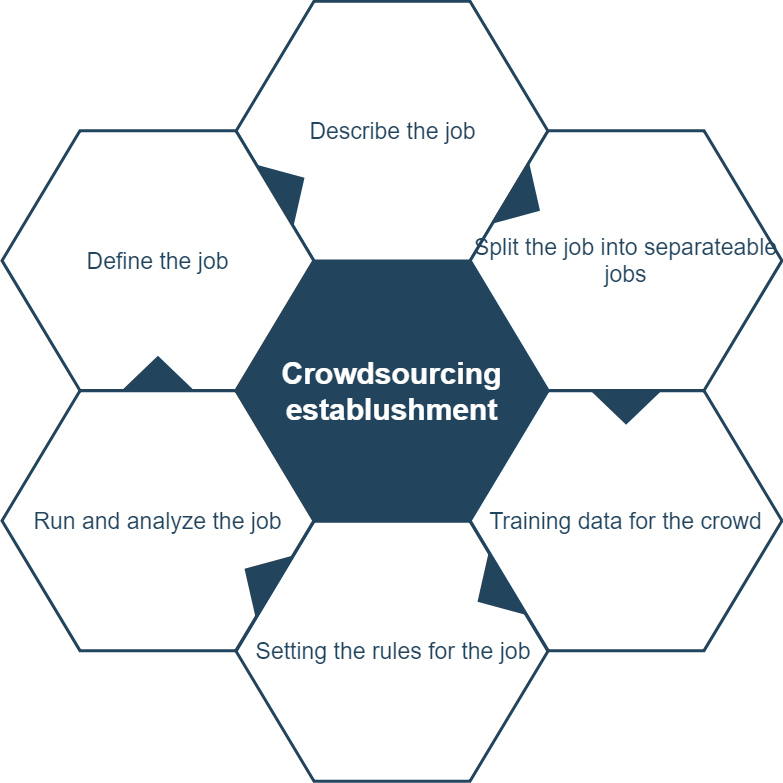 Describe the job
Split the job into separateable
jobs
Define the job
Crowdsourcing
establushment
Run and analyze the job
Training data for the crowd
Setting the rules for the job